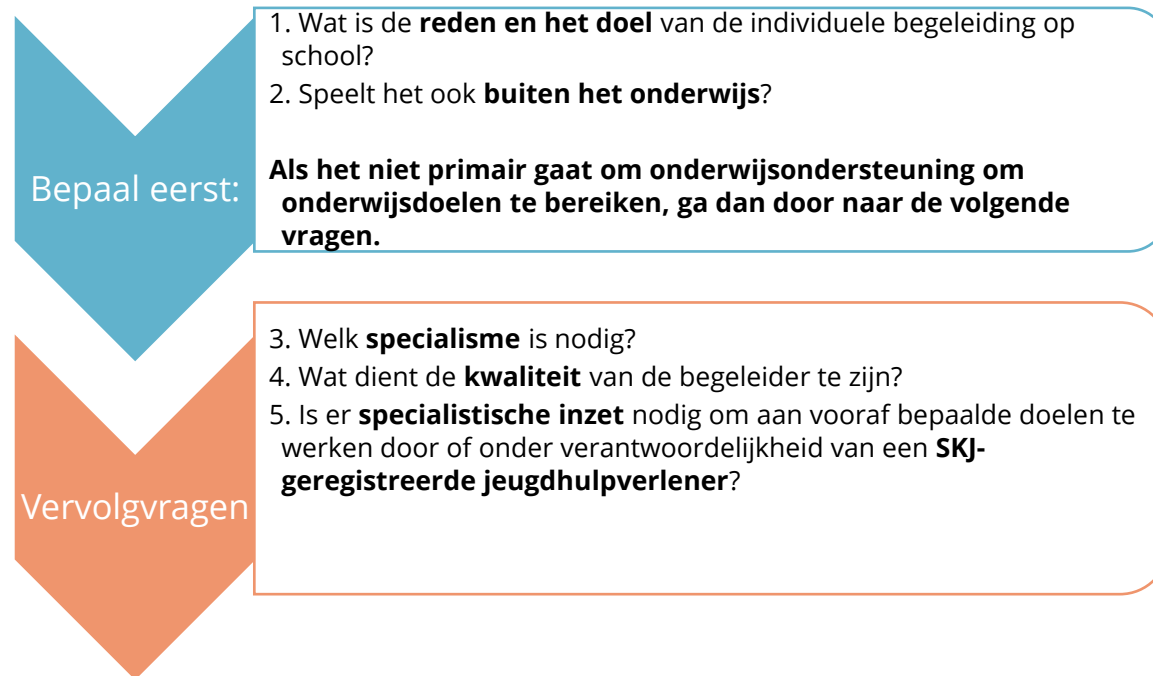 Bepaal eerst:
1. Wat is de reden en het doel van de individuele begeleiding op
school?
2. Speelt het ook buiten het onderwijs?
Als het niet primair gaat om onderwijsondersteuning om
onderwijsdoelen te bereiken, ga dan door naar de volgende
vragen.
Vervolgvragen
3. Welk specialisme is nodig?
4. Wat dient de kwaliteit van de begeleider te zijn?
5. Is er specialistische inzet nodig om aan vooraf bepaalde doelen te
werken door of onder verantwoordelijkheid van een SKJ-
geregistreerde jeugdhulpverlener?